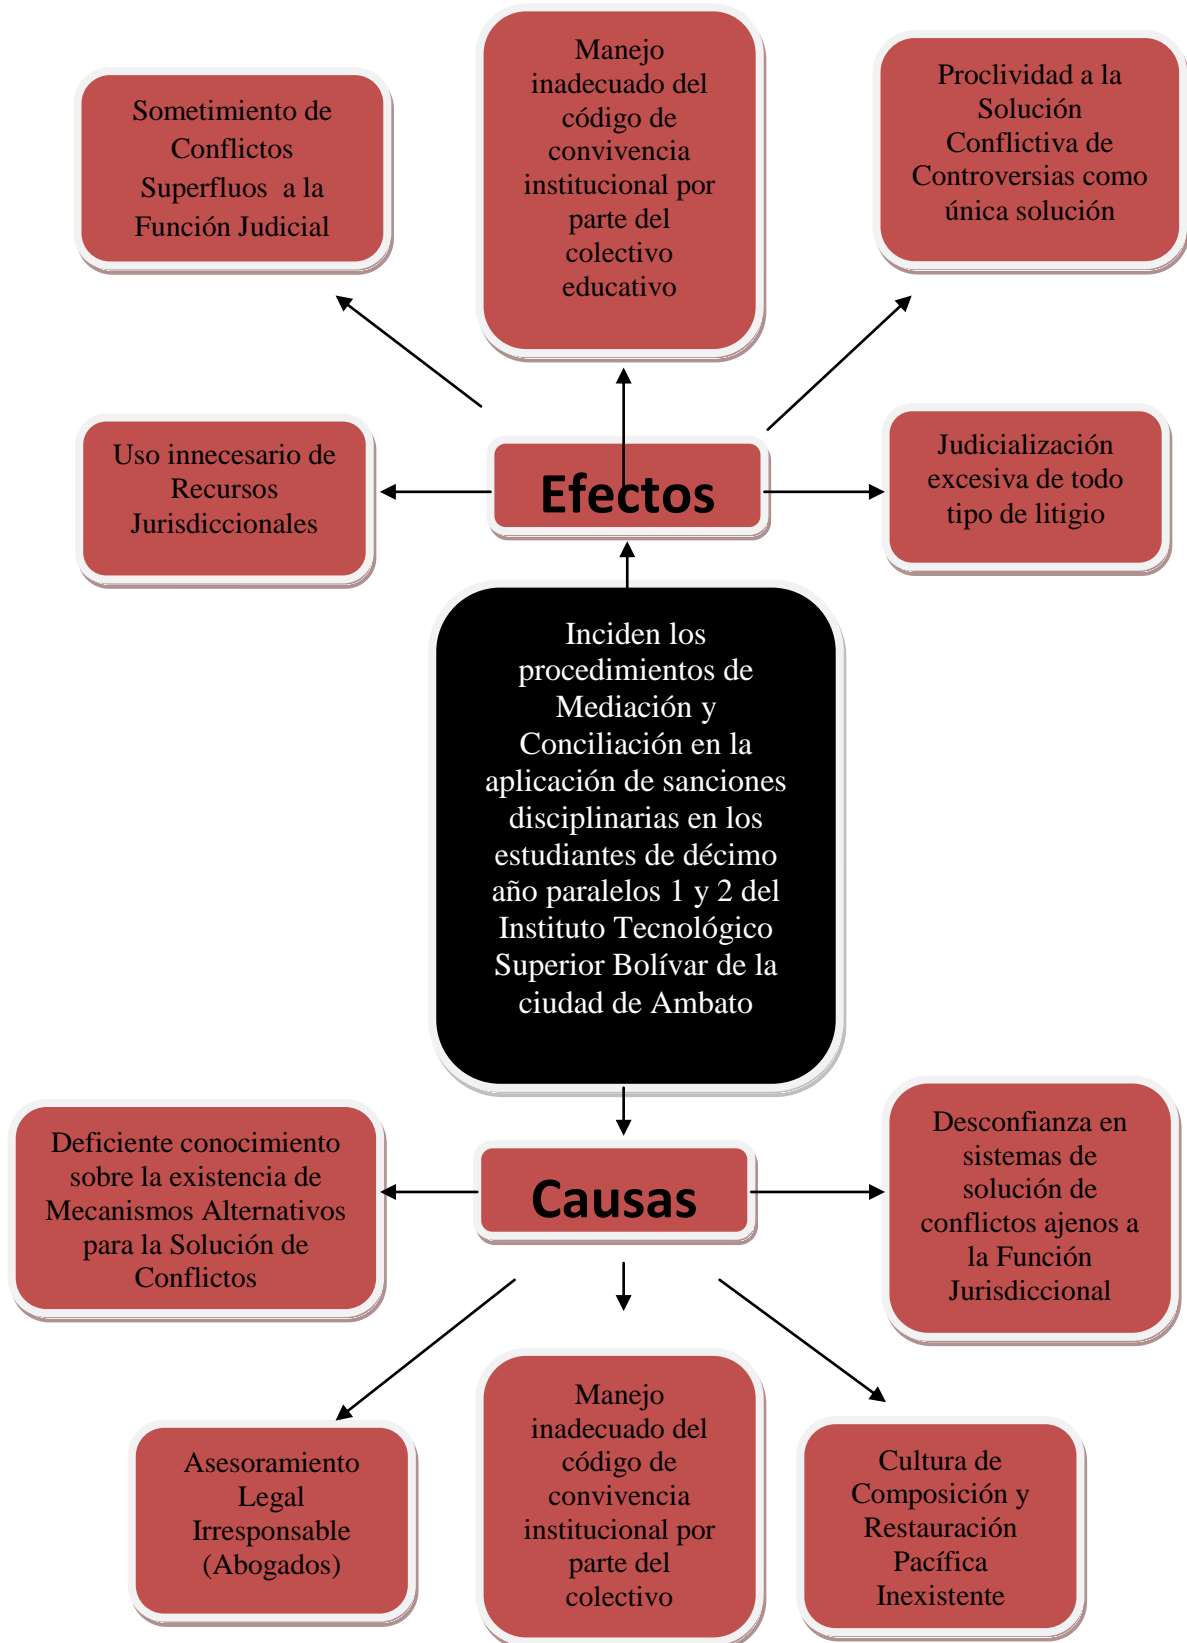 Sometimiento de
Conflictos
Superfluos a la
Función Judicial
Manejo
inadecuado del
código de
convivencia
institucional por
parte del
colectivo
educativo
Proclividad a la
Solución
Conflictiva de
Controversias como
única solución
Uso innecesario de
Recursos
Jurisdiccionales
Efectos
Judicialización
excesiva de todo
tipo de litigio
Inciden los
procedimientos de
Mediación y
Conciliación en la
aplicación de sanciones
disciplinarias en los
estudiantes de décimo
año paralelos 1 y 2 del
Instituto Tecnológico
Superior Bolívar de la
ciudad de Ambato
Deficiente conocimiento
sobre la existencia de
Mecanismos Alternativos
para la Solución de
Conflictos
Causas
Desconfianza en
sistemas de
solución de
conflictos ajenos a
la Función
Jurisdiccional
Asesoramiento
Legal
Irresponsable
(Abogados)
Manejo
inadecuado del
código de
convivencia
institucional por
parte del
colectivo
Cultura de
Composición y
Restauración
Pacífica
Inexistente